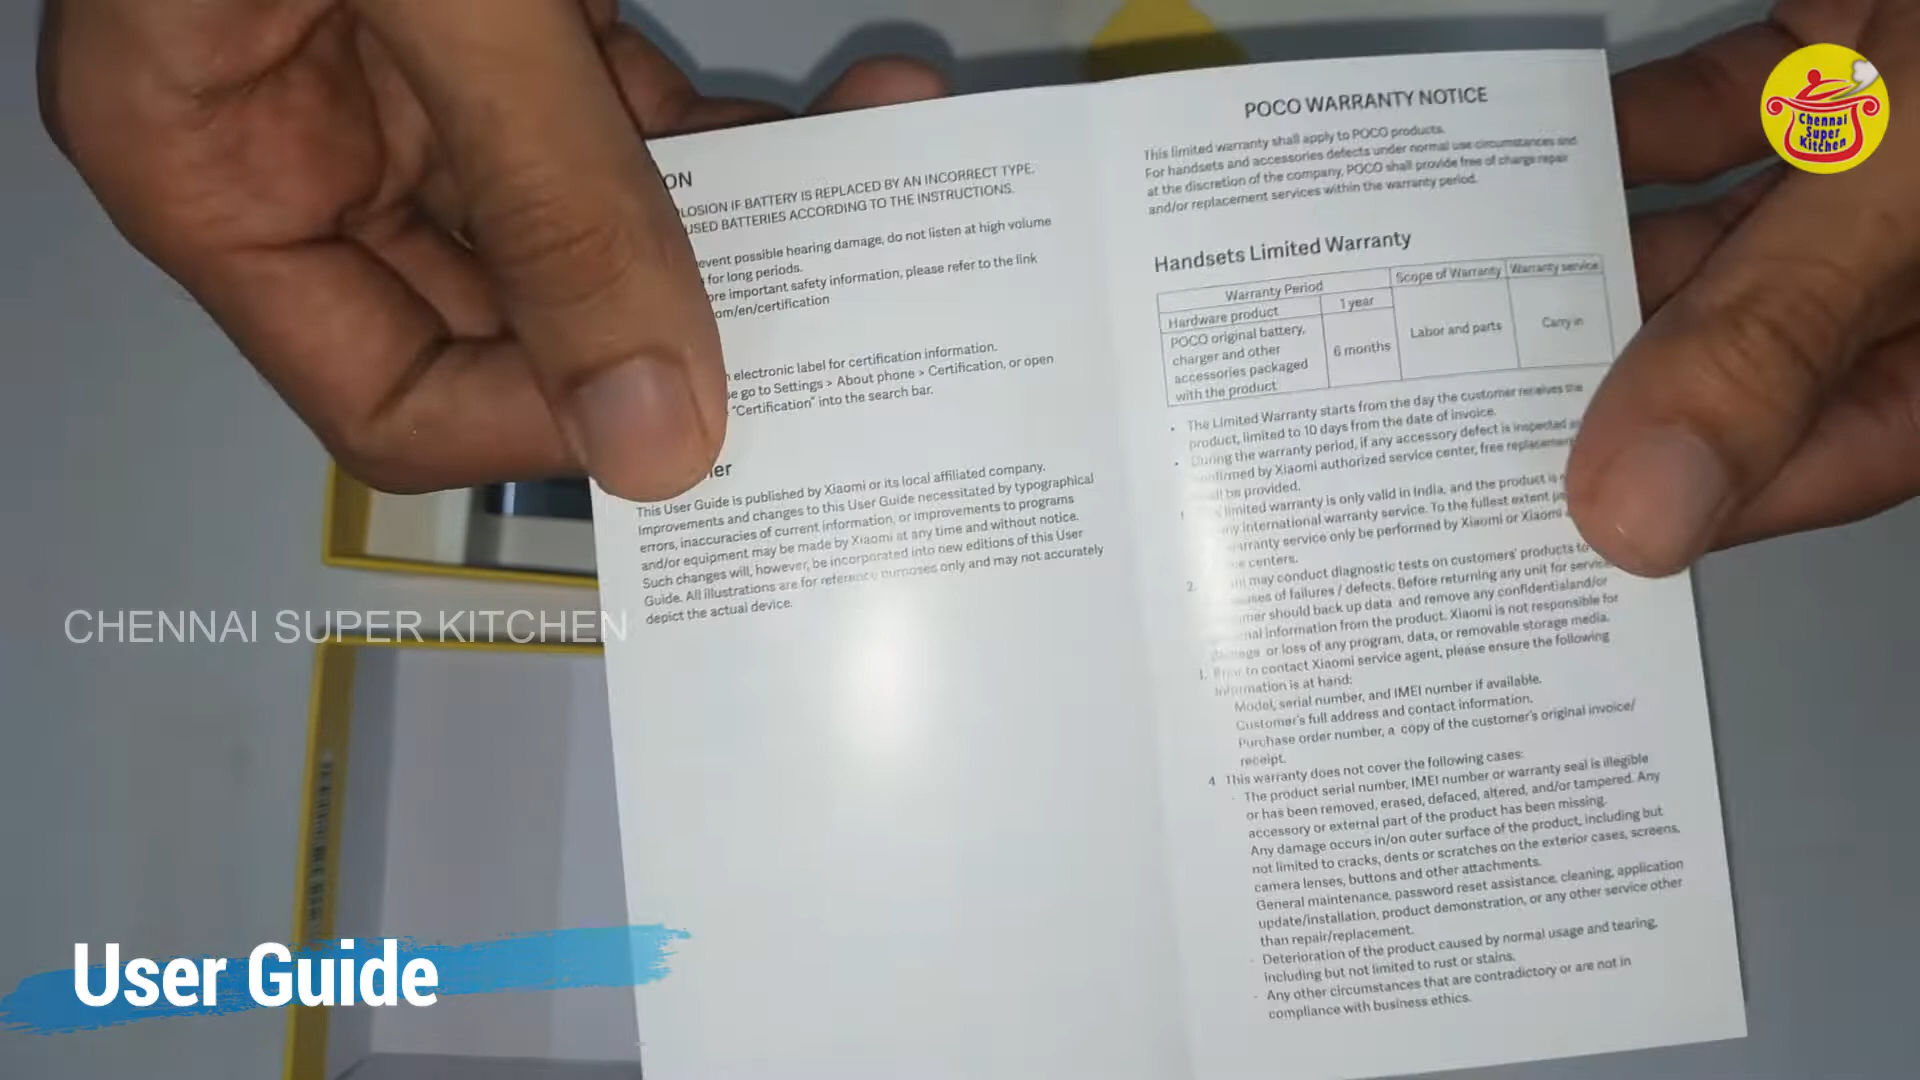 ON
LOSION IF BATTERY IS REPLACED BY AN INCORRECT TYPE.
USED BATTERIES ACCORDING TO THE INSTRUCTIONS.
event possible hearing damage, do not listen at high volume
for long periods.
ore important safety information, please refer to the link
om/en/certification
electronic label for certification information.
se go to Settings > About phone > Certification, or open
"Certification" into the search bar.
ner
This User Guide is published by Xiaomi or its local affiliated company.
Improvements and changes to this User Guide necessitated by typographical
errors, inaccuracies of current information, or improvements to programs
and/or equipment may be made by Xiaomi at any time and without notice.
Such changes will, however, be incorporated into new editions of this User
Guide. All illustrations are for reference purposes only and may not accurately
depict the actual device.
POCO WARRANTY NOTICE
This limited warranty shall apply to POCO products.
For handsets and accessories defects under normal use circumstances and
at the discretion of the company, POCO shall provide free of charge repair
and/or replacement services within the warranty period.
Handsets Limited Warranty
Warranty Period Scope of Warranty Warranty service
Hardware product 1 year
POCO original battery,
charger and other
accessories packaged
with the product
6 months
Labor and parts
Carry in
• The Limited Warranty starts from the day the customer receives the
product, limited to 10 days from the date of invoice.
• During the warranty period, if any accessory defect is inspected
confirmed by Xiaomi authorized service center, free replacement
be provided.
limited warranty is only valid in India, and the product is
international warranty service. To the fullest extent
warranty service only be performed by Xiaomi or Xiaomi
centers.
2. may conduct diagnostic tests on customers' products to
of failures / defects. Before returning any unit for service
should back up data and remove any confidentialand/or
information from the product. Xiaomi is not responsible for
damage or loss of any program, data, or removable storage media.
Prior to contact Xiaomi service agent, please ensure the following
information is at hand:
Model, serial number, and IMEI number if available.
Customer's full address and contact information.
Purchase order number, a copy of the customer's original invoice/
receipt.
4 This warranty does not cover the following cases:
- The product serial number, IMEI number or warranty seal is illegible
or has been removed, erased, defaced, altered, and/or tampered. Any
accessory or external part of the product has been missing.
Any damage occurs in/on outer surface of the product, including but
not limited to cracks, dents or scratches on the exterior cases, screens,
camera lenses, buttons and other attachments.
General maintenance, password reset assistance, cleaning, application
update/installation, product demonstration, or any other service other
than repair/replacement.
- Deterioration of the product caused by normal usage and tearing,
including but not limited to rust or stains.
- Any other circumstances that are contradictory or are not in
compliance with business ethics.
Chennai
Super
Kitchen
CHENNAI SUPER KITCHEN
User Guide